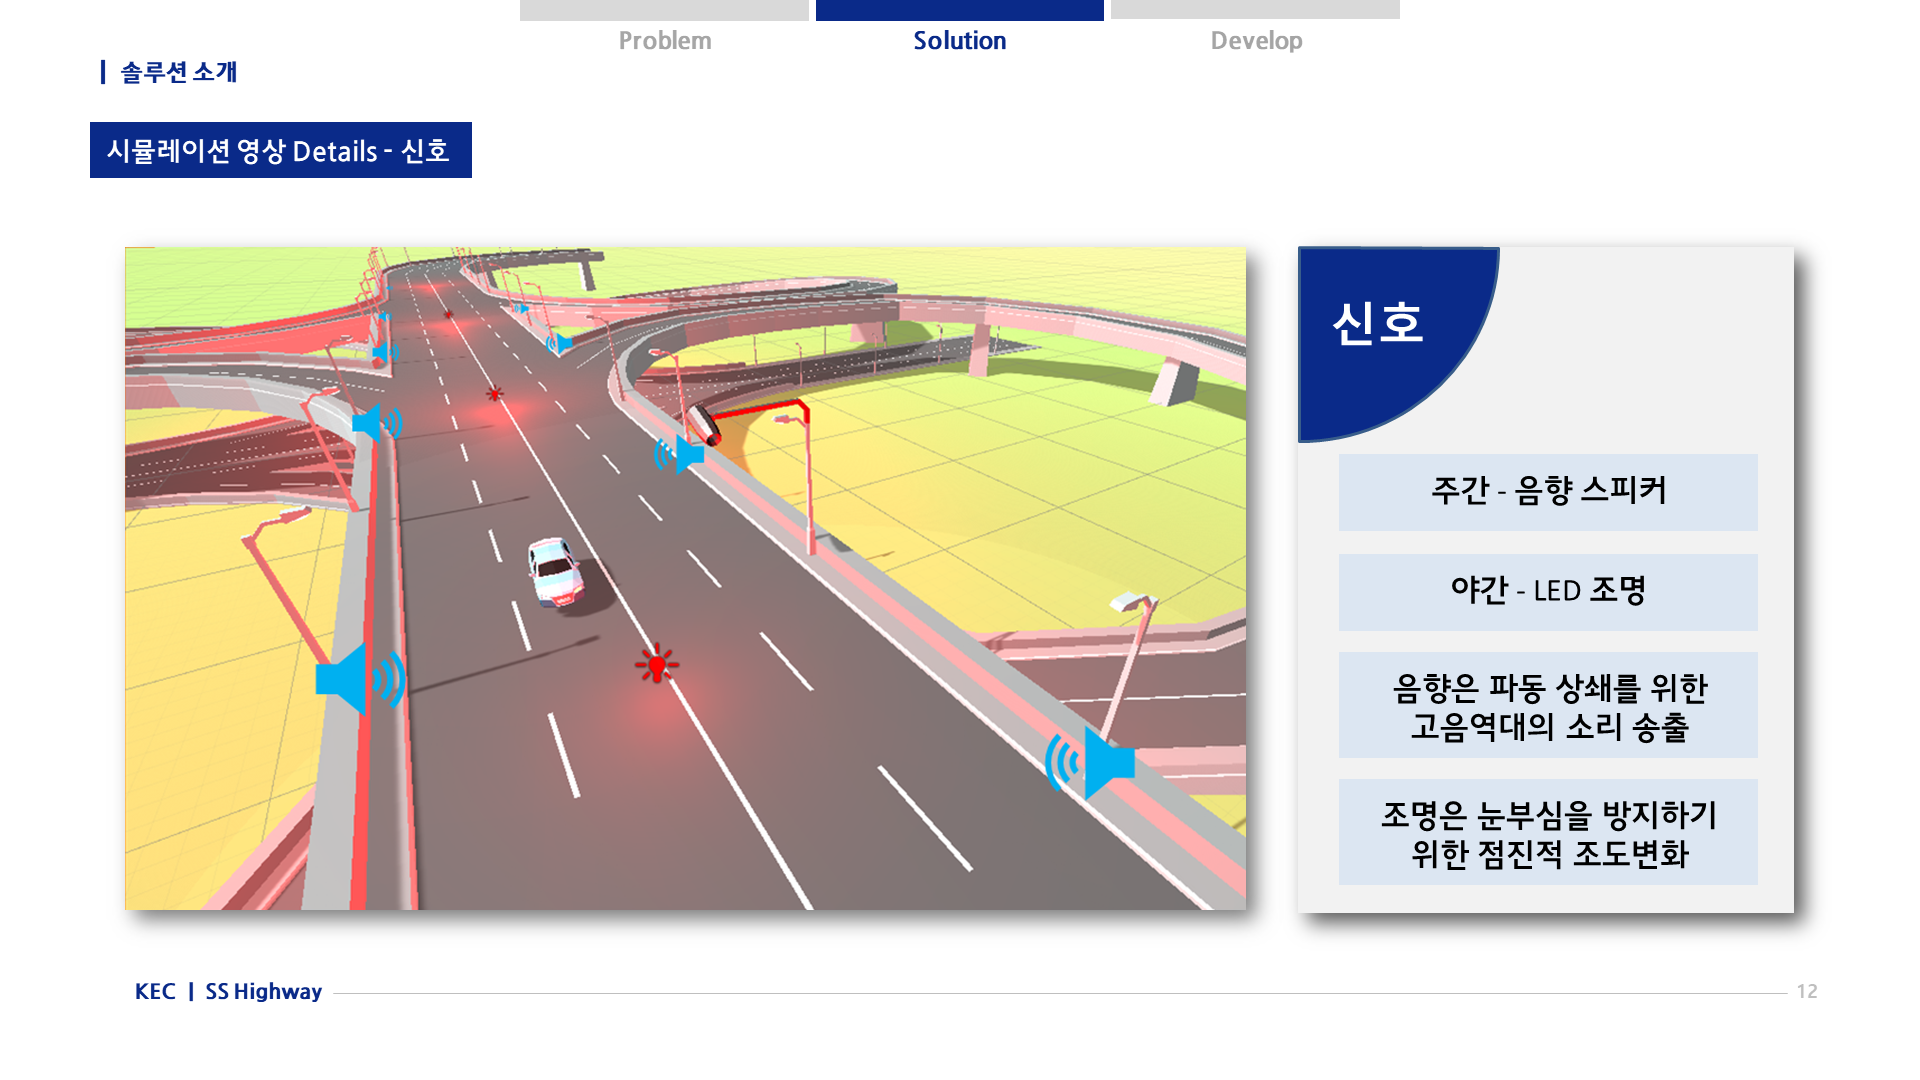 Problem
Solution
Develop
| 솔루션 소개
시뮬레이션 영상 Details - 신호
신호
주간 - 음향 스피커
야간 - LED 조명
음향은 파동 상쇄를 위한
고음역대의 소리 송출
조명은 눈부심을 방지하기
위한 점진적 조도변화
KEC | SS Highway
12